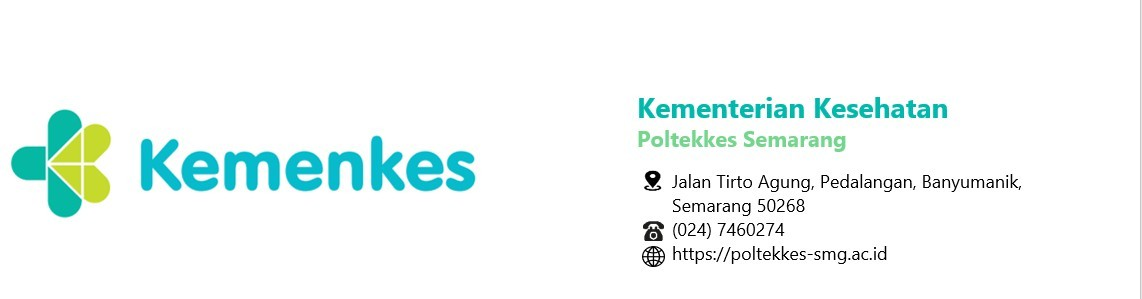 Kemenkes
Kementerian Kesehatan
Poltekkes Semarang
Jalan Tirto Agung, Pedalangan, Banyumanik,
Semarang 50268
(024) 7460274
https://poltekkes-smg.ac.id